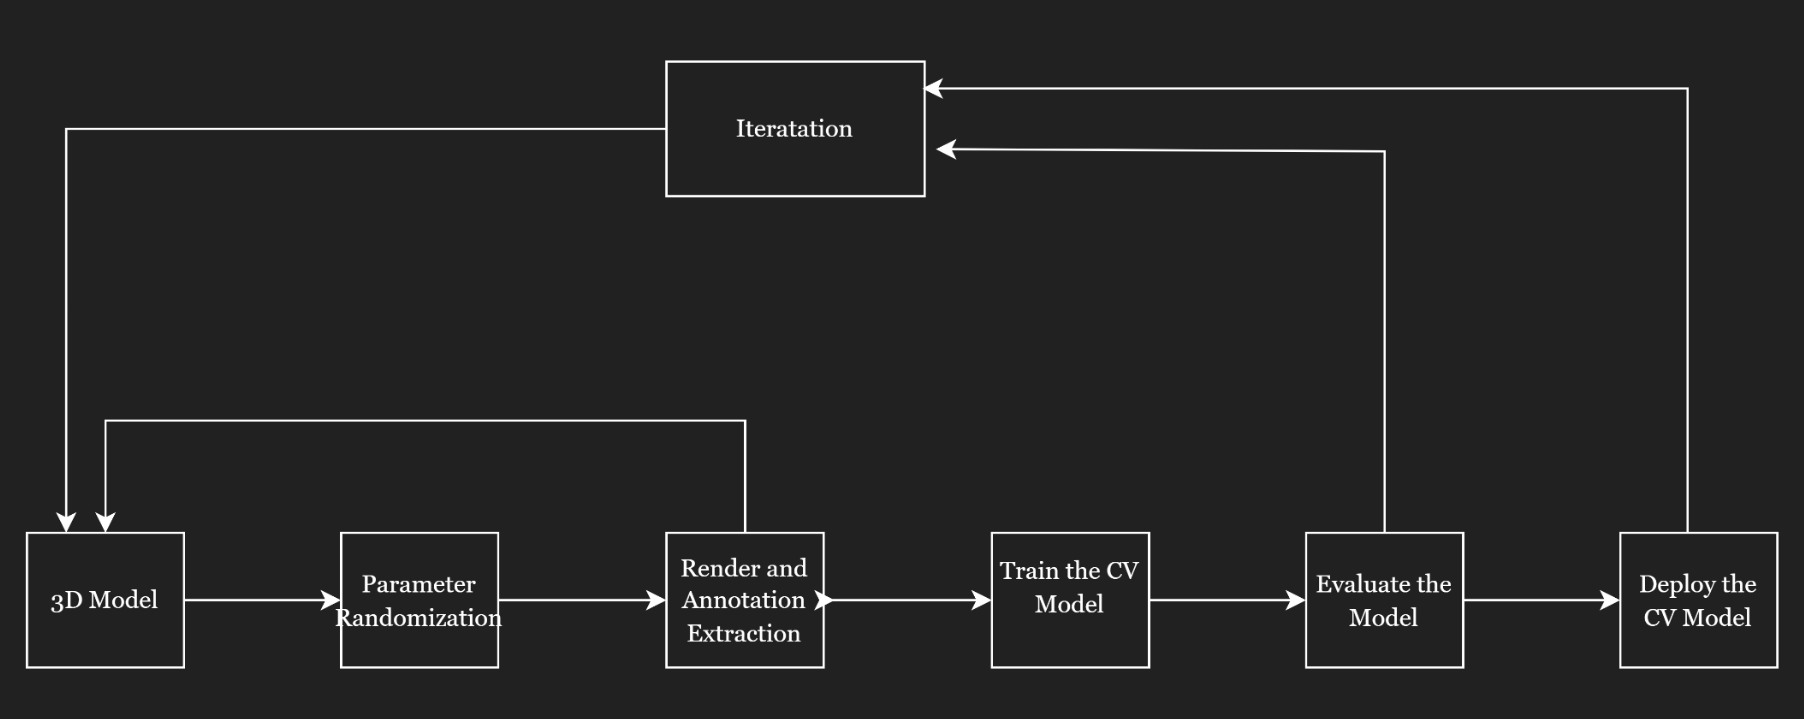 Iteratation
3D Model
Parameter
Randomization
Render and
Annotation
Extraction
Train the CV
Model
Evaluate the
Model
Deploy the
CV Model